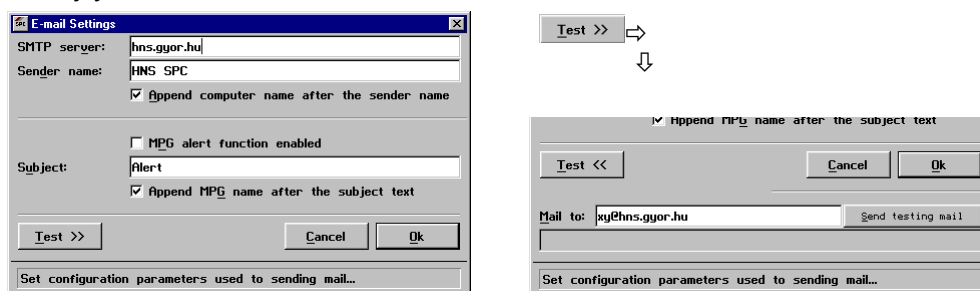 E-mail Settings
SMTP server: hns.gyor.hu
Sender name: HNS SPC
Append computer name after the sender name
MPG alert function enabled
Subject: Alert
Append MPG name after the subject text
Test >> Cancel Ok
Set configuration parameters used to sending mail...
Test >>
Append MPG name after the subject text
Test << Cancel Ok
Mail to: xy@hns.gyor.hu Send testing mail
Set configuration parameters used to sending mail...